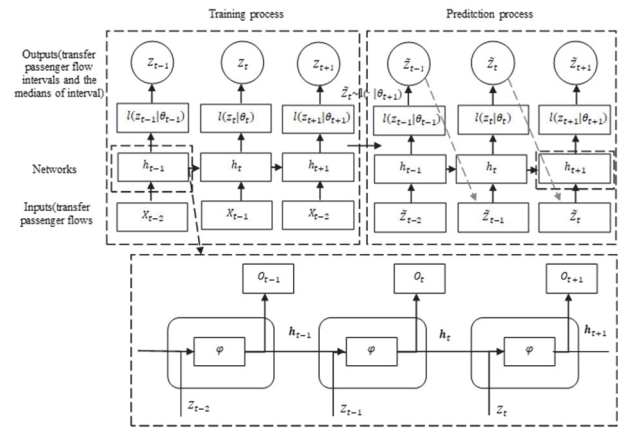 Training process
Prediteion process
Outputs(transfer
passenger flow
intervals and the
medians of interval)
Z_{t-1} Z_t Z_{t+1} Z̃_{t-1} Z̃_t Z̃_{t+1}
Z̃_t~l(·|θ_{t+1})
l(z_{t-1}|θ_{t-1}) l(z_t|θ_t) l(z_{t+1}|θ_{t+1}) l(z_{t-1}|θ_{t-1}) l(z_t|θ_t) l(z_{t+1}|θ_{t+1})
Networks
h_{t-1} h_t h_{t+1} h_{t-1} h_t h_{t+1}
Inputs(transfer
passenger flows
X_{t-2} X_{t-1} X_{t-2} Z̃_{t-2} Z̃_{t-1} Z̃_t
O_{t-1} O_t O_{t+1}
h_{t-1} h_t h_{t+1}
φ φ φ
Z_{t-2} Z_{t-1} Z_t